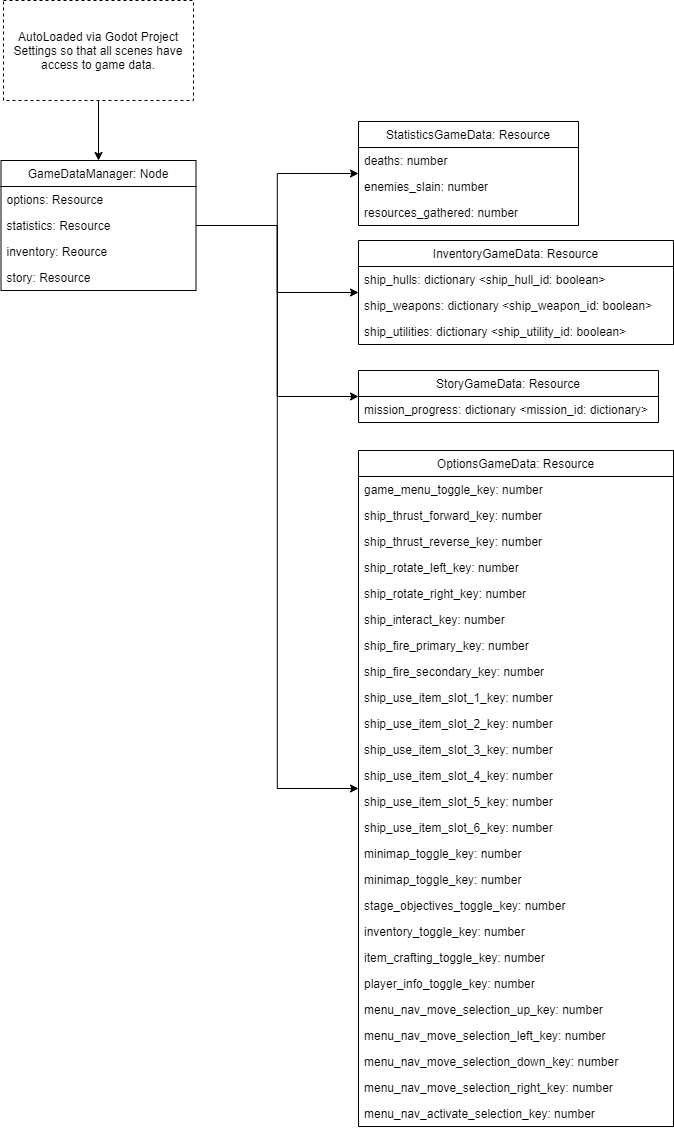 AutoLoaded via Godot Project
Settings so that all scenes have
access to game data.
GameDataManager: Node
options: Resource
statistics: Resource
inventory: Reource
story: Resource
StatisticsGameData: Resource
deaths: number
enemies_slain: number
resources_gathered: number
InventoryGameData: Resource
ship_hulls: dictionary <ship_hull_id: boolean>
ship_weapons: dictionary <ship_weapon_id: boolean>
ship_utilities: dictionary <ship_utility_id: boolean>
StoryGameData: Resource
mission_progress: dictionary <mission_id: dictionary>
OptionsGameData: Resource
game_menu_toggle_key: number
ship_thrust_forward_key: number
ship_thrust_reverse_key: number
ship_rotate_left_key: number
ship_rotate_right_key: number
ship_interact_key: number
ship_fire_primary_key: number
ship_fire_secondary_key: number
ship_use_item_slot_1_key: number
ship_use_item_slot_2_key: number
ship_use_item_slot_3_key: number
ship_use_item_slot_4_key: number
ship_use_item_slot_5_key: number
ship_use_item_slot_6_key: number
minimap_toggle_key: number
minimap_toggle_key: number
stage_objectives_toggle_key: number
inventory_toggle_key: number
item_crafting_toggle_key: number
player_info_toggle_key: number
menu_nav_move_selection_up_key: number
menu_nav_move_selection_left_key: number
menu_nav_move_selection_down_key: number
menu_nav_move_selection_right_key: number
menu_nav_activate_selection_key: number